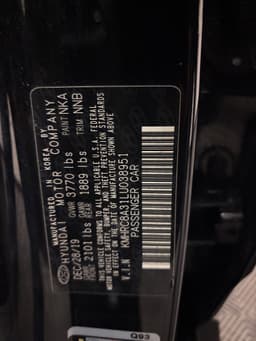 MANUFACTURED IN KOREA BY
HYUNDAI MOTOR COMPANY
DEC/28/19 GVWR 3770 lbs PAINT NKA
FRONT 2101 lbs REAR 1889 lbs TRIM NNB
THIS VEHICLE CONFORMS TO ALL APPLICABLE U.S.A. FEDERAL
MOTOR VEHICLE SAFETY, BUMPER, AND THEFT PREVENTION STANDARDS
IN EFFECT ON THE DATE OF MANUFACTURE SHOWN ABOVE
V.I.N : KMHRC8A31LU038951
PASSENGER CAR
Q93